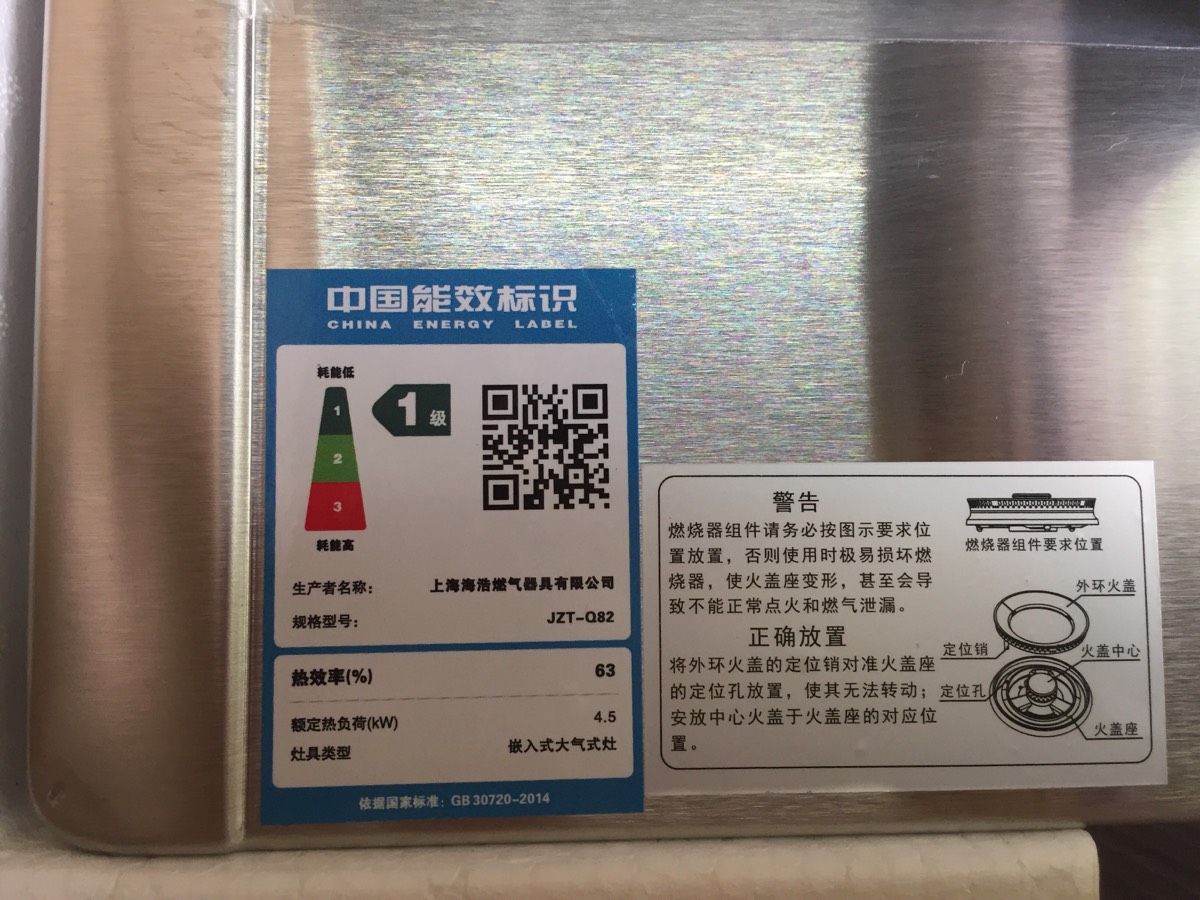 中国能效标识
CHINA ENERGY LABEL
耗能低
1
2
3
耗能高
1级
生产者名称： 上海海浩燃气器具有限公司
规格型号： JZT-Q82
热效率(%) 63
额定热负荷(kW) 4.5
灶具类型 嵌入式大气式灶
依据国家标准：GB 30720-2014
警告
燃烧器组件请务必按图示要求位
置放置，否则使用时极易损坏燃
烧器，使火盖座变形，甚至会导
致不能正常点火和燃气泄漏。
正确放置
将外环火盖的定位销对准火盖座
的定位孔放置，使其无法转动；
安放中心火盖于火盖座的对应位
置。
燃烧器组件要求位置
外环火盖
定位销
火盖中心
定位孔
火盖座